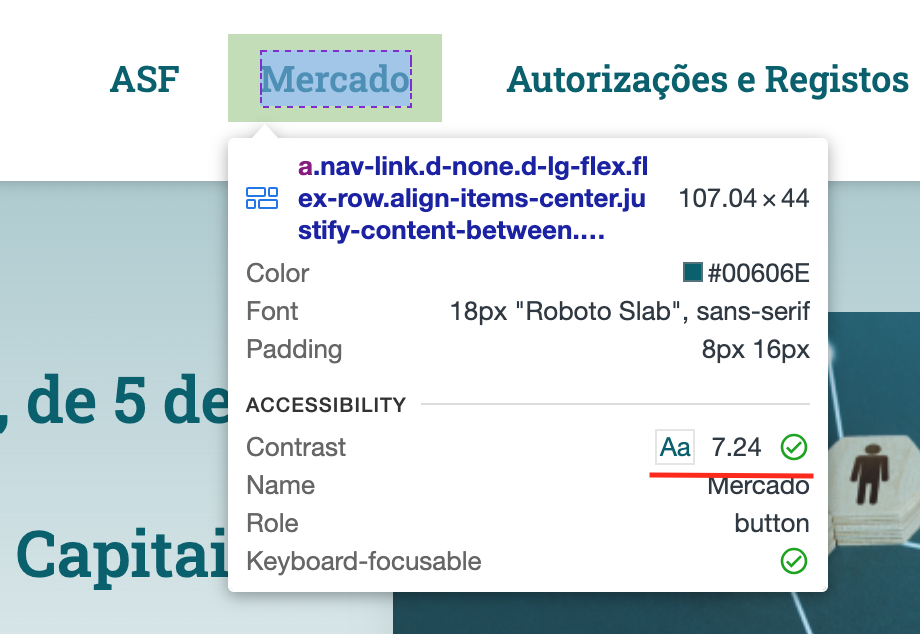 ASF Mercado Autorizações e Registos
a.nav-link.d-none.d-lg-flex.fl
ex-row.align-items-center.ju
stify-content-between....
107.04 × 44
Color #00606E
Font 18px "Roboto Slab", sans-serif
Padding 8px 16px
ACCESSIBILITY
Contrast Aa 7.24
Name Mercado
Role button
Keyboard-focusable
, de 5 de
Capitai